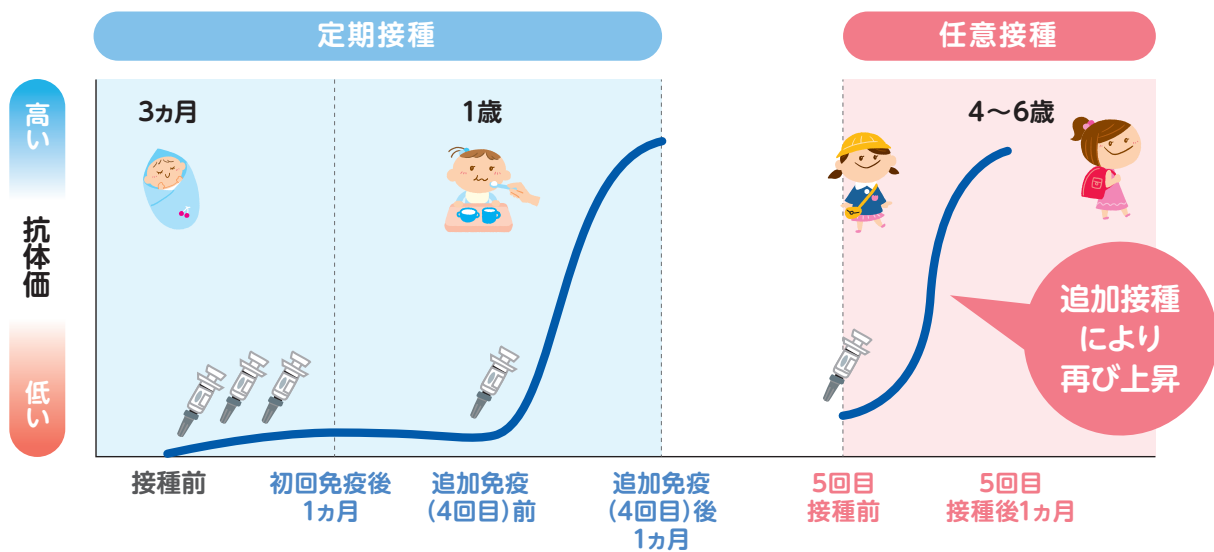 定期接種
任意接種
高い
抗体価
低い
3ヵ月
1歳
4〜6歳
追加接種
により
再び上昇
接種前
初回免疫後
1ヵ月
追加免疫
(4回目)前
追加免疫
(4回目)後
1ヵ月
5回目
接種前
5回目
接種後1ヵ月